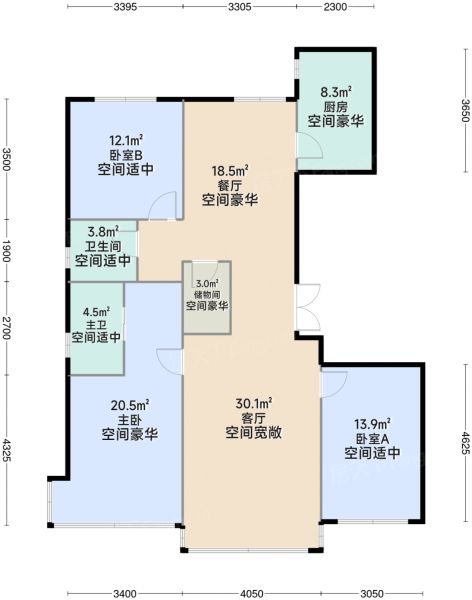 3395
3305
2300
3500
1900
2700
4325
3650
4625
8.3㎡
厨房
空间豪华
12.1㎡
卧室B
空间适中
18.5㎡
餐厅
空间豪华
3.8㎡
卫生间
空间适中
3.0㎡
储物间
空间豪华
4.5㎡
主卫
空间适中
20.5㎡
主卧
空间豪华
30.1㎡
客厅
空间宽敞
13.9㎡
卧室A
空间适中
3400
4050
3050